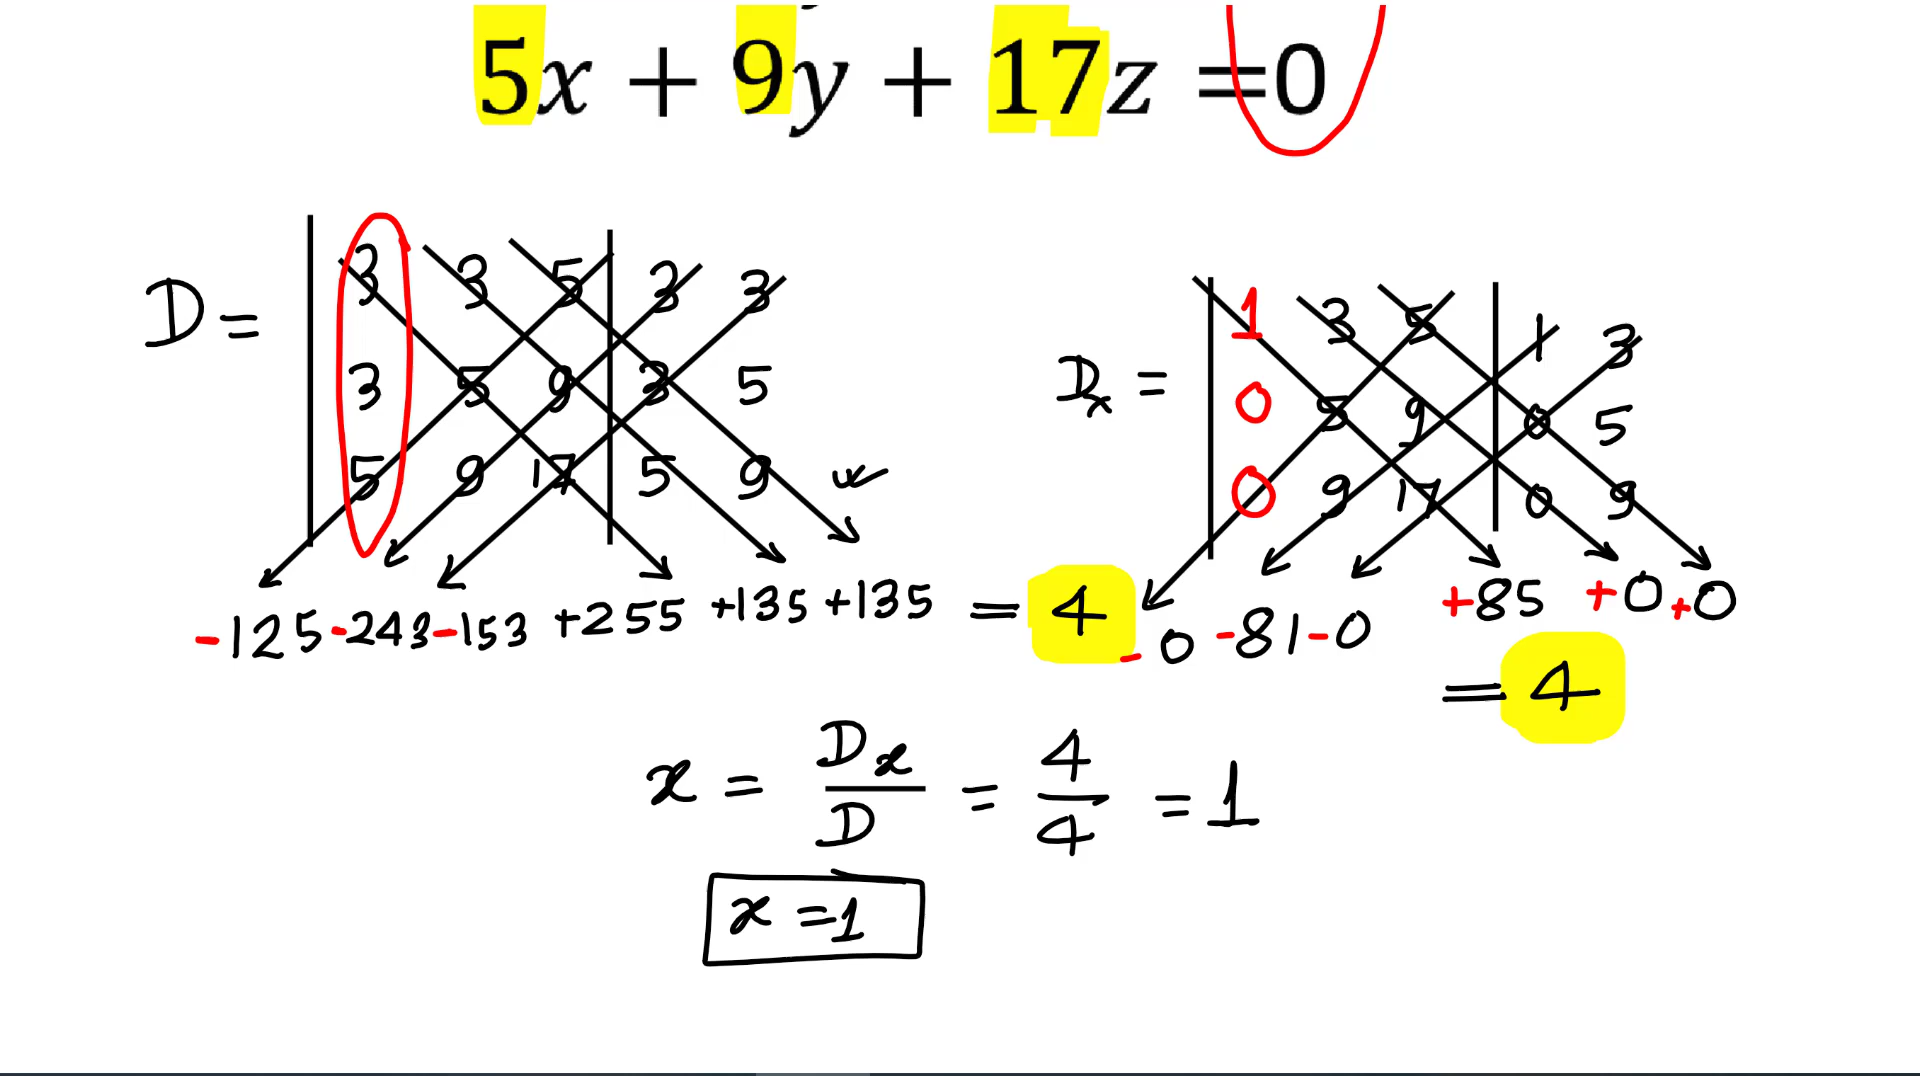 5x + 9y + 17z =0
D = 3 3 5 3 3
3 5 9 3 5
5 9 17 5 9
-125 -243 -153 +255 +135 +135 = 4
Dx = 1 3 5 1 3
0 5 9 0 5
0 9 17 0 9
-0 -81 -0 +85 +0 +0
= 4
x = Dx/D = 4/4 = 1
x =1